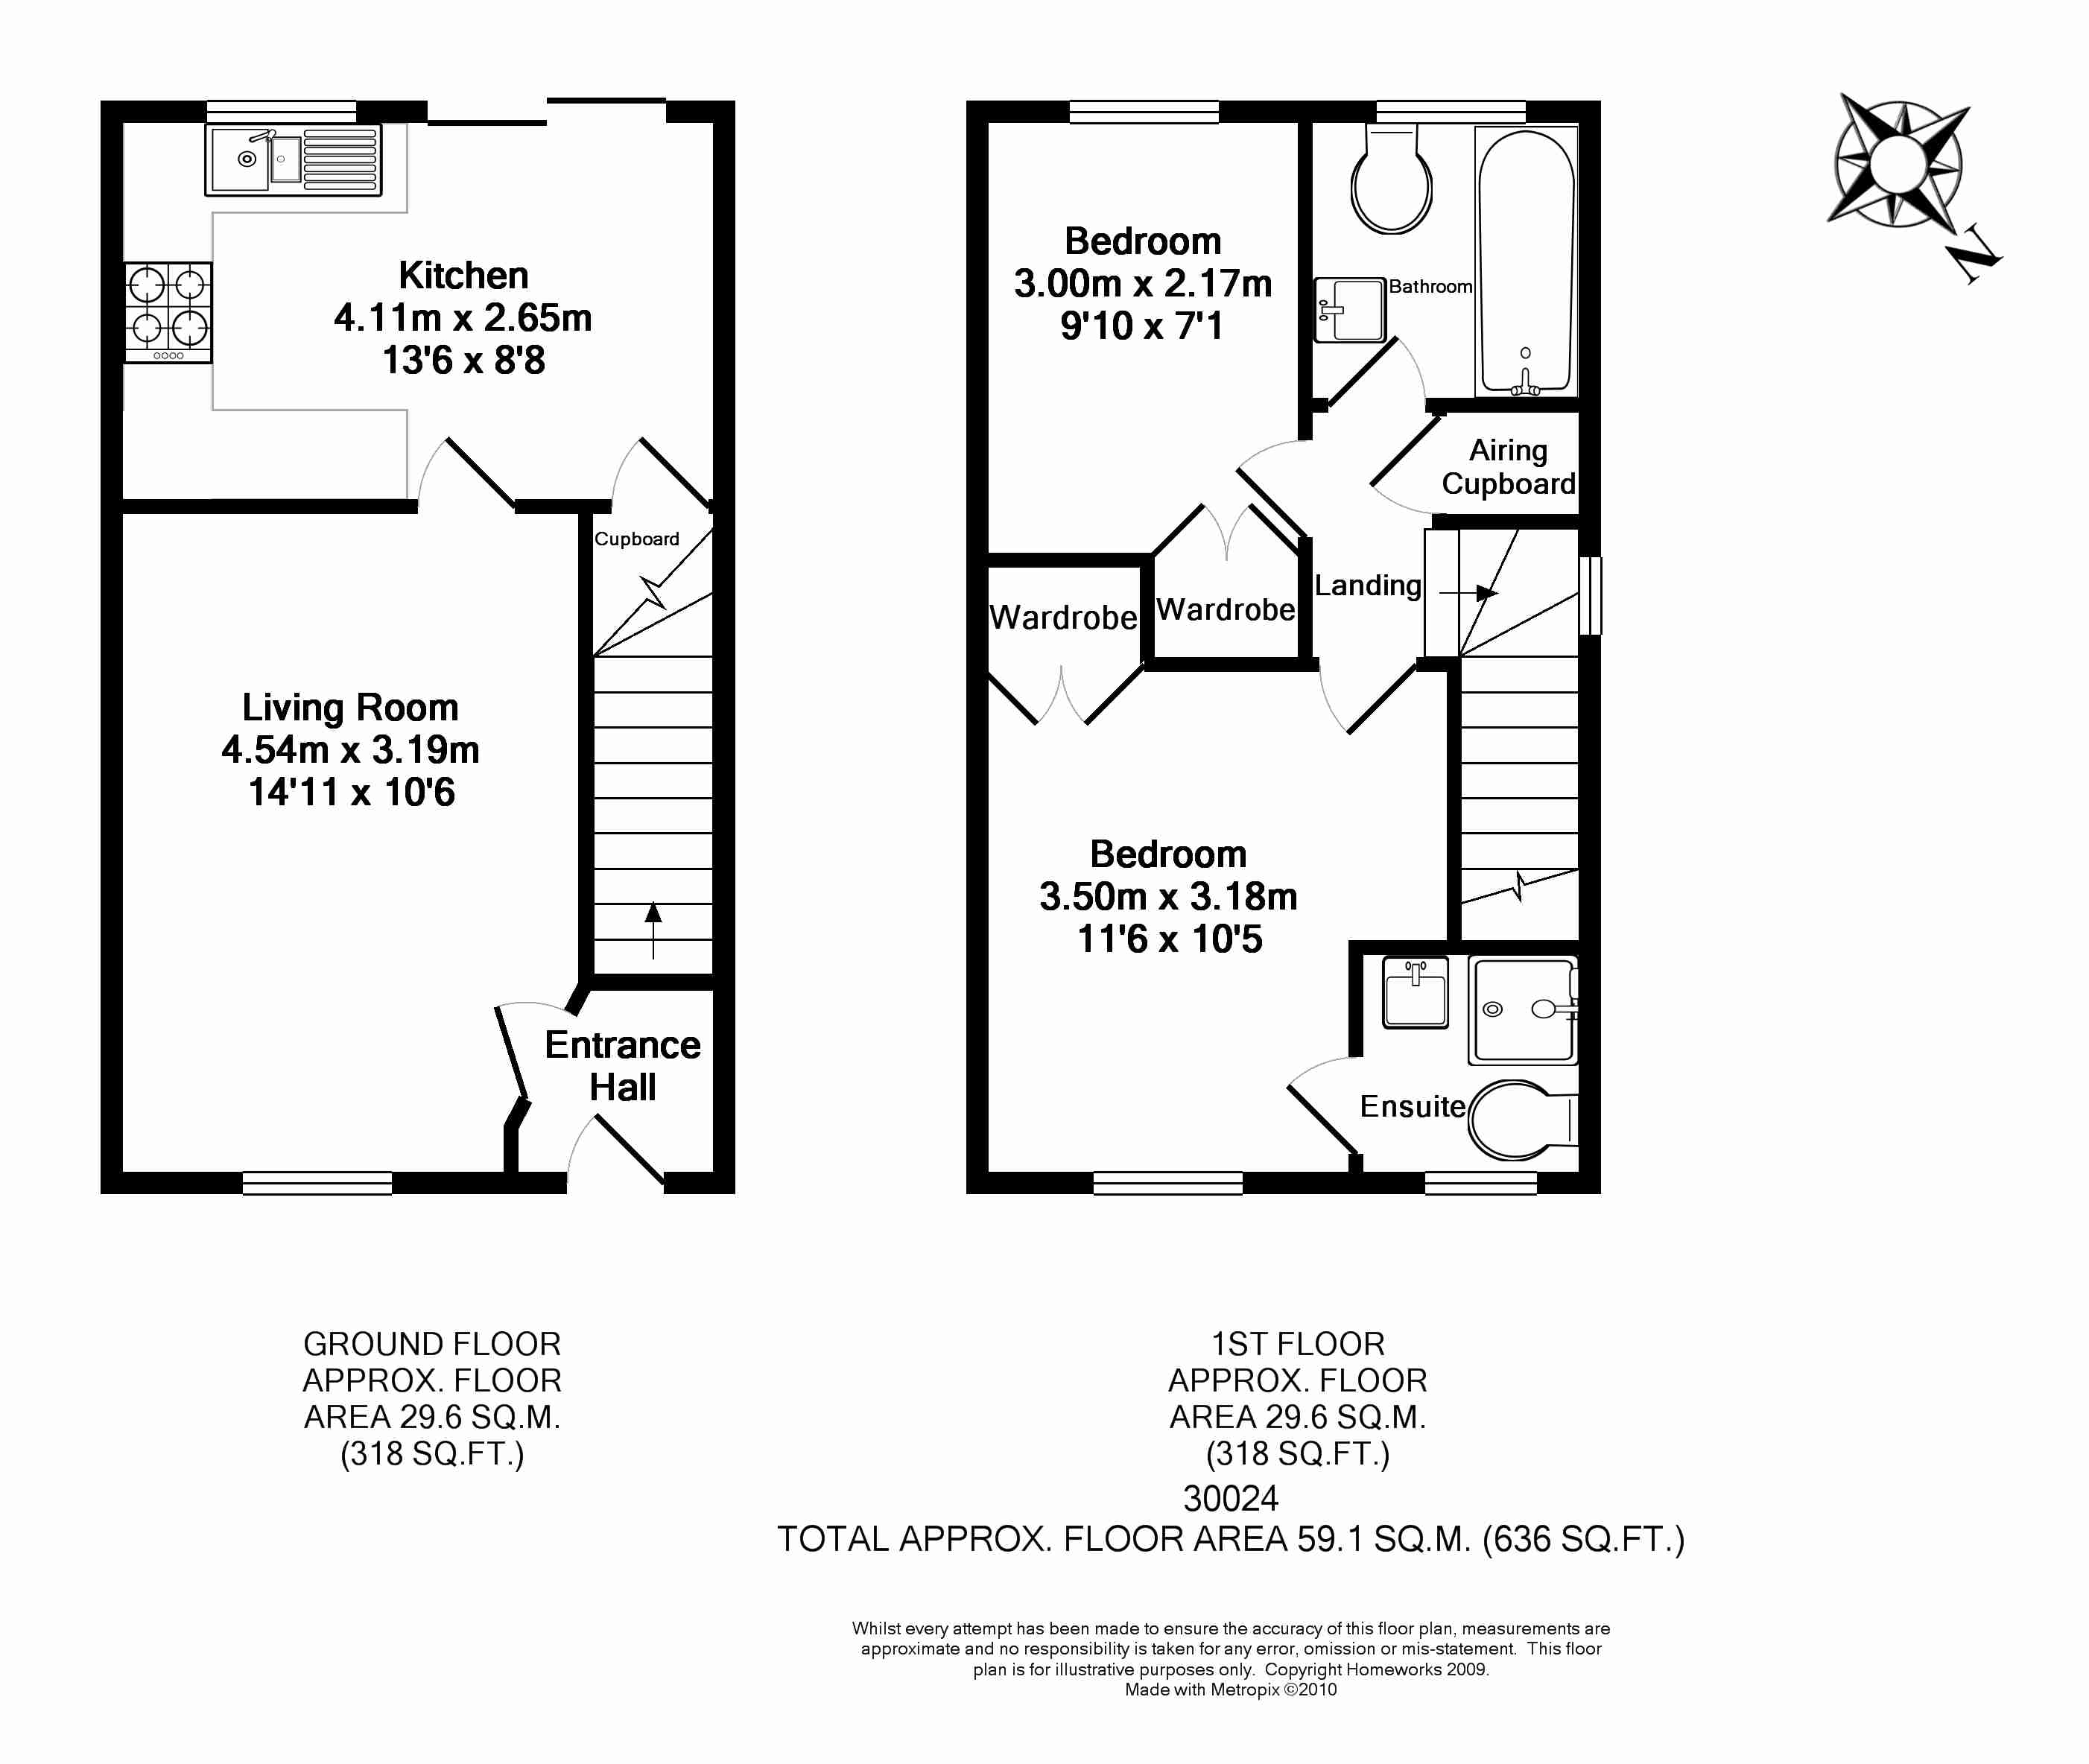 Kitchen
4.11m x 2.65m
13'6 x 8'8
Cupboard
Living Room
4.54m x 3.19m
14'11 x 10'6
Entrance
Hall
Bedroom
3.00m x 2.17m
9'10 x 7'1
Bathroom
Airing
Cupboard
Landing
Wardrobe
Wardrobe
Bedroom
3.50m x 3.18m
11'6 x 10'5
Ensuite
N
GROUND FLOOR
APPROX. FLOOR
AREA 29.6 SQ.M.
(318 SQ.FT.)
1ST FLOOR
APPROX. FLOOR
AREA 29.6 SQ.M.
(318 SQ.FT.)
30024
TOTAL APPROX. FLOOR AREA 59.1 SQ.M. (636 SQ.FT.)
Whilst every attempt has been made to ensure the accuracy of this floor plan, measurements are
approximate and no responsibility is taken for any error, omission or mis-statement. This floor
plan is for illustrative purposes only. Copyright Homeworks 2009.
Made with Metropix ©2010